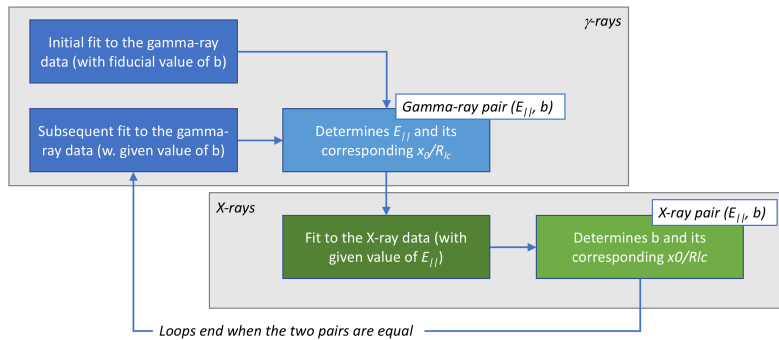 γ-rays
Initial fit to the gamma-ray
data (with fiducial value of b)
Gamma-ray pair (E||, b)
Subsequent fit to the gamma-
ray data (w. given value of b)
Determines E|| and its
corresponding x0/Rlc
X-rays
X-ray pair (E||, b)
Fit to the X-ray data (with
given value of E||)
Determines b and its
corresponding x0/Rlc
Loops end when the two pairs are equal